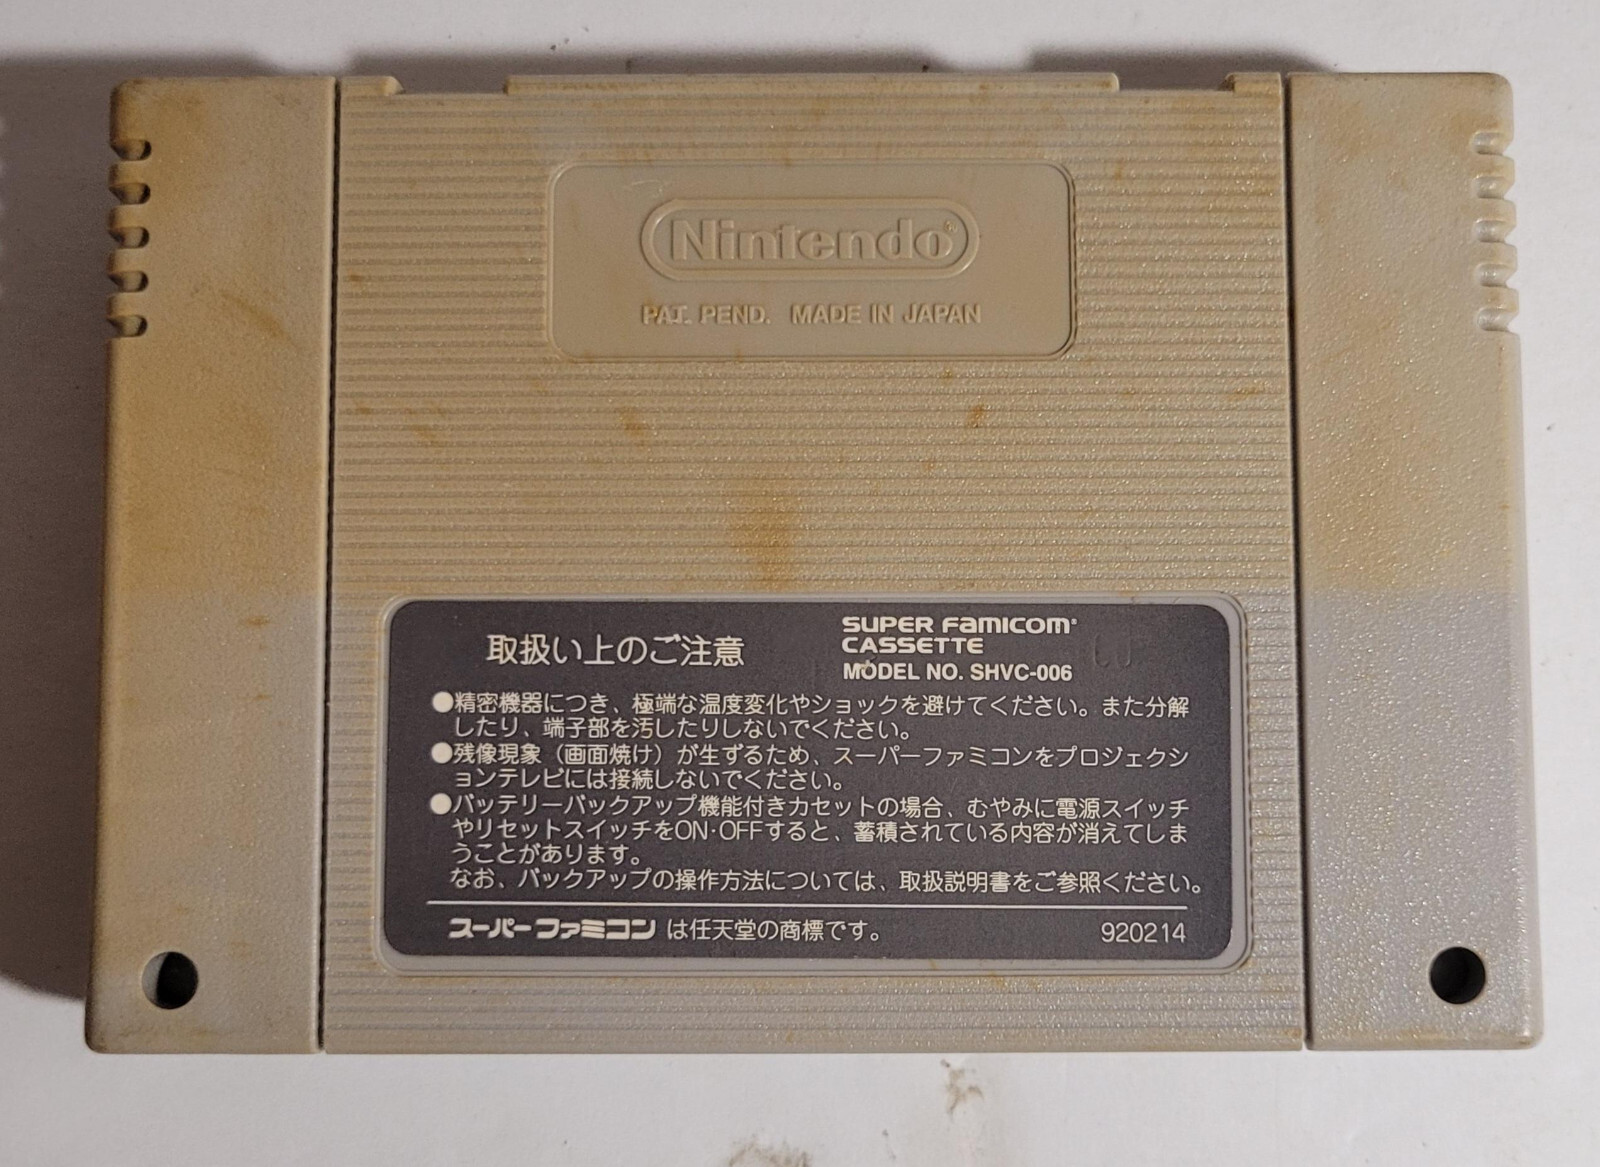 Nintendo®
PAT. PEND. MADE IN JAPAN
取扱い上のご注意
SUPER FAMICOM®
CASSETTE
MODEL NO. SHVC-006
●精密機器につき、極端な温度変化やショックを避けてください。また分解
したり、端子部を汚したりしないでください。
●残像現象（画面焼け）が生ずるため、スーパーファミコンをプロジェクシ
ョンテレビには接続しないでください。
●バッテリーバックアップ機能付きカセットの場合、むやみに電源スイッチ
やリセットスイッチをON·OFFすると、蓄積されている内容が消えてしま
うことがあります。
なお、バックアップの操作方法については、取扱説明書をご参照ください。
スーパーファミコン は任天堂の商標です。
920214